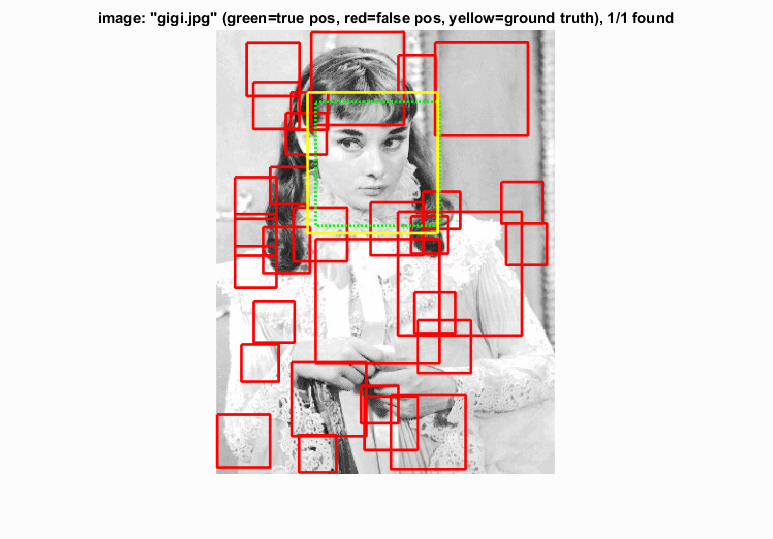 image: "gigi.jpg" (green=true pos, red=false pos, yellow=ground truth), 1/1 found